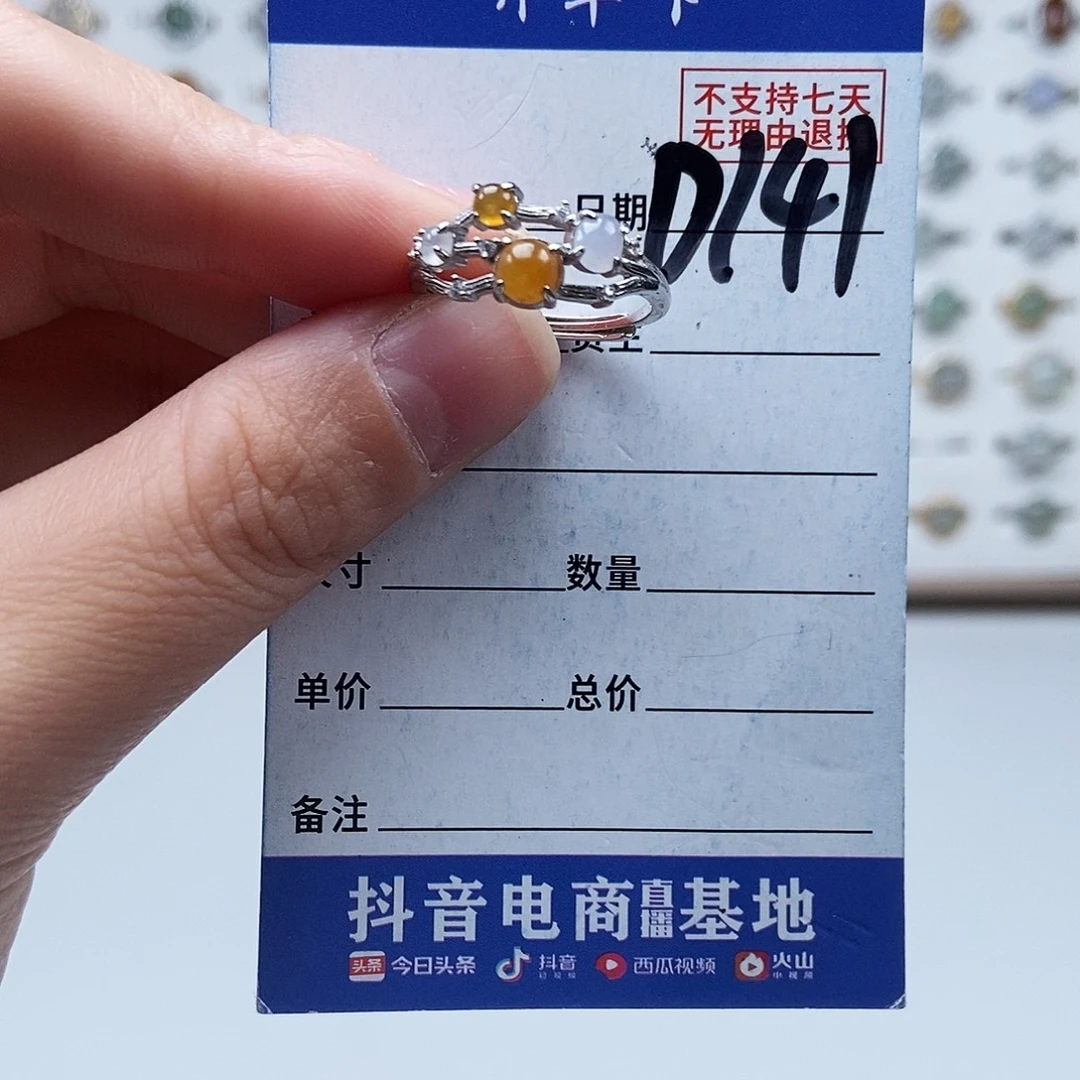 不支持七天
无理由退换
日期 D141
寸
数量
单价
总价
备注
抖音电商直播基地
头条 今日头条 抖音 西瓜视频 火山